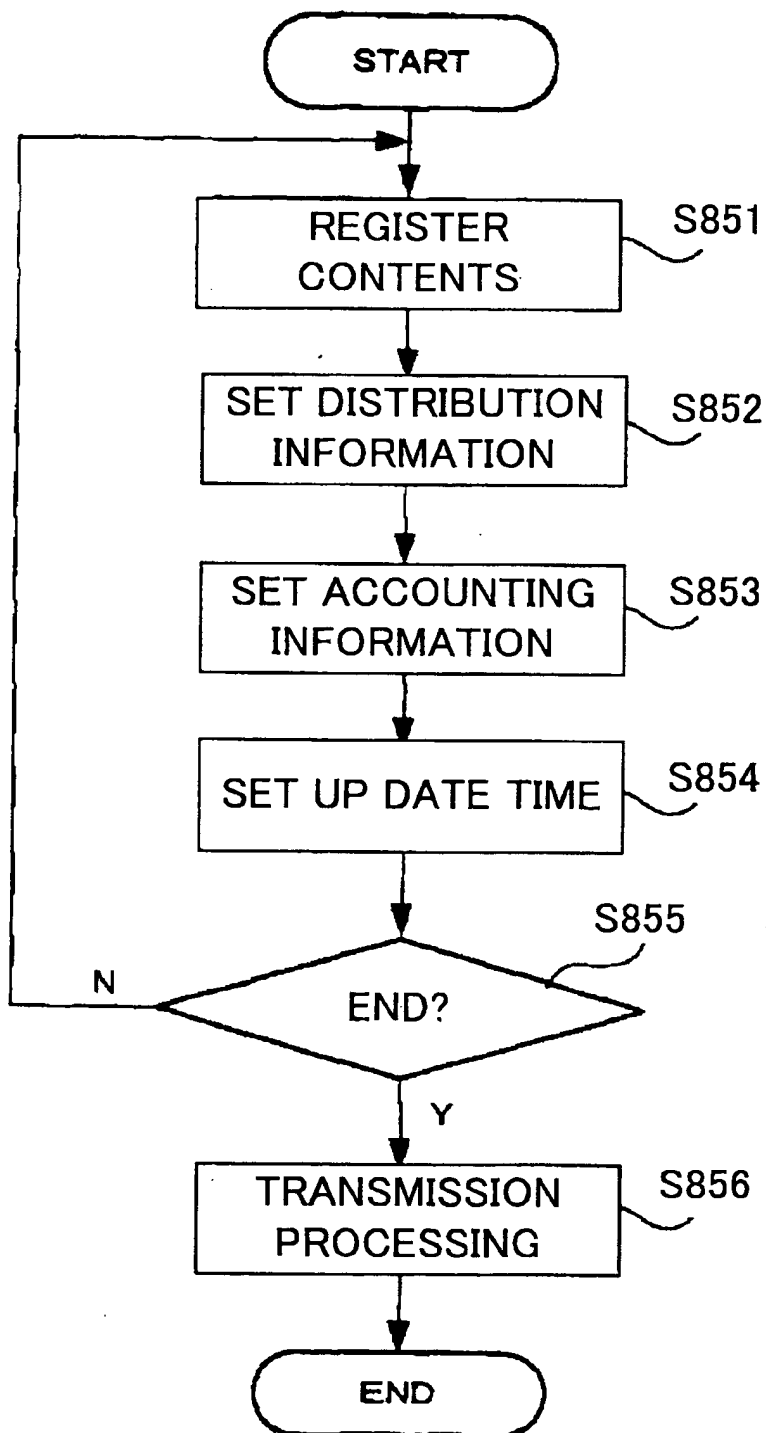 START
REGISTER
CONTENTS
S851
SET DISTRIBUTION
INFORMATION
S852
SET ACCOUNTING
INFORMATION
S853
SET UP DATE TIME
S854
S855
END?
N
Y
TRANSMISSION
PROCESSING
S856
END